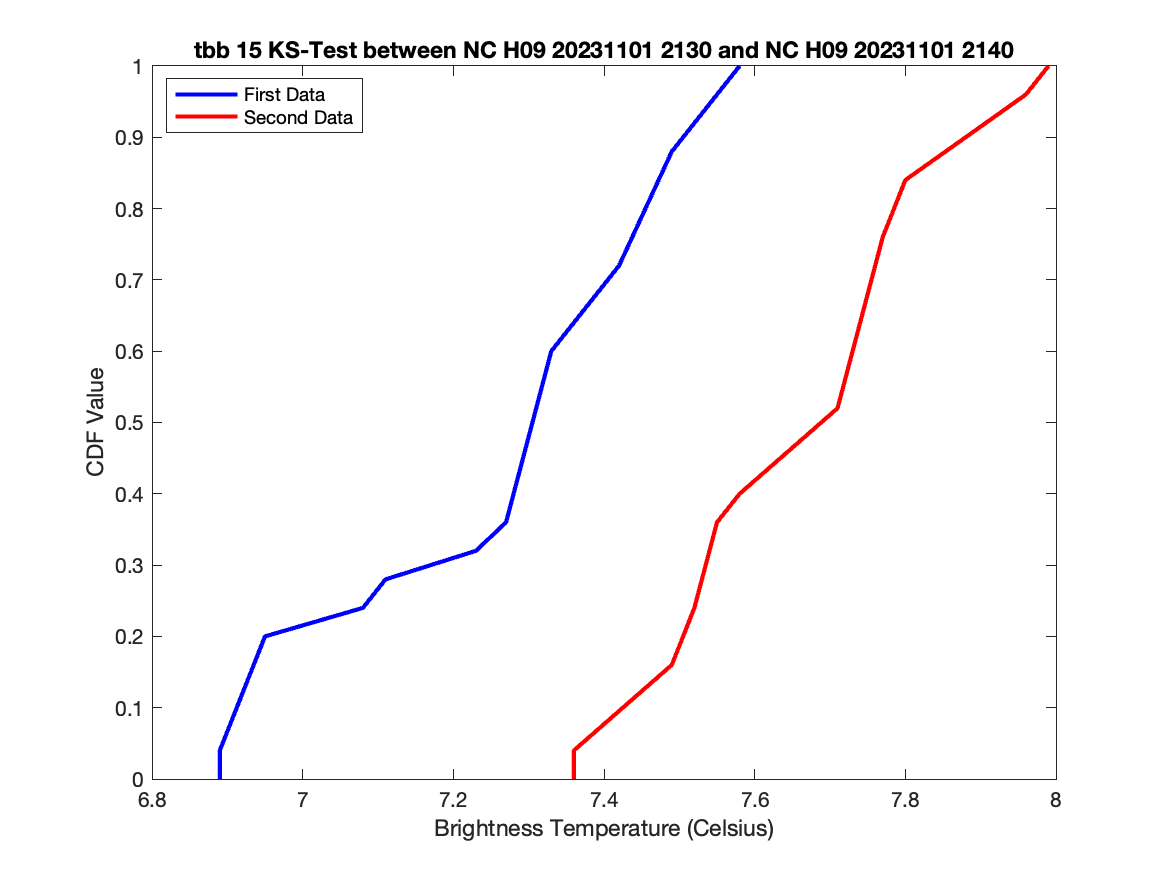 tbb 15 KS-Test between NC H09 20231101 2130 and NC H09 20231101 2140
First Data
Second Data
1
0.9
0.8
0.7
0.6
0.5
0.4
0.3
0.2
0.1
0
CDF Value
6.8 7 7.2 7.4 7.6 7.8 8
Brightness Temperature (Celsius)